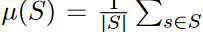 μ(S) = 1/|S| ∑s∈S